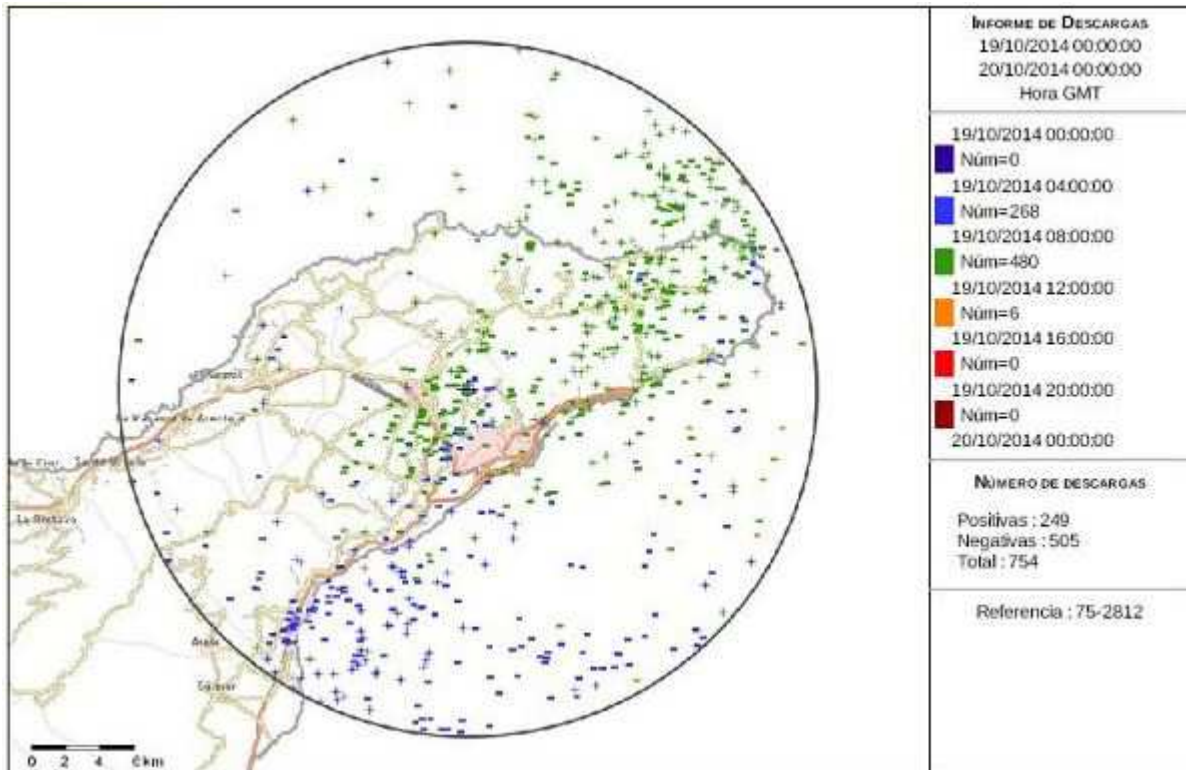 INFORME DE DESCARGAS
19/10/2014 00:00:00
20/10/2014 00:00:00
Hora GMT
19/10/2014 00:00:00
Núm=0
19/10/2014 04:00:00
Núm=268
19/10/2014 08:00:00
Núm=480
19/10/2014 12:00:00
Núm=6
19/10/2014 16:00:00
Núm=0
19/10/2014 20:00:00
Núm=0
20/10/2014 00:00:00
NÚMERO DE DESCARGAS
Positivas : 249
Negativas : 505
Total : 754
Referencia : 75-2812
La Orotava
Arafo
0 2 4 6km